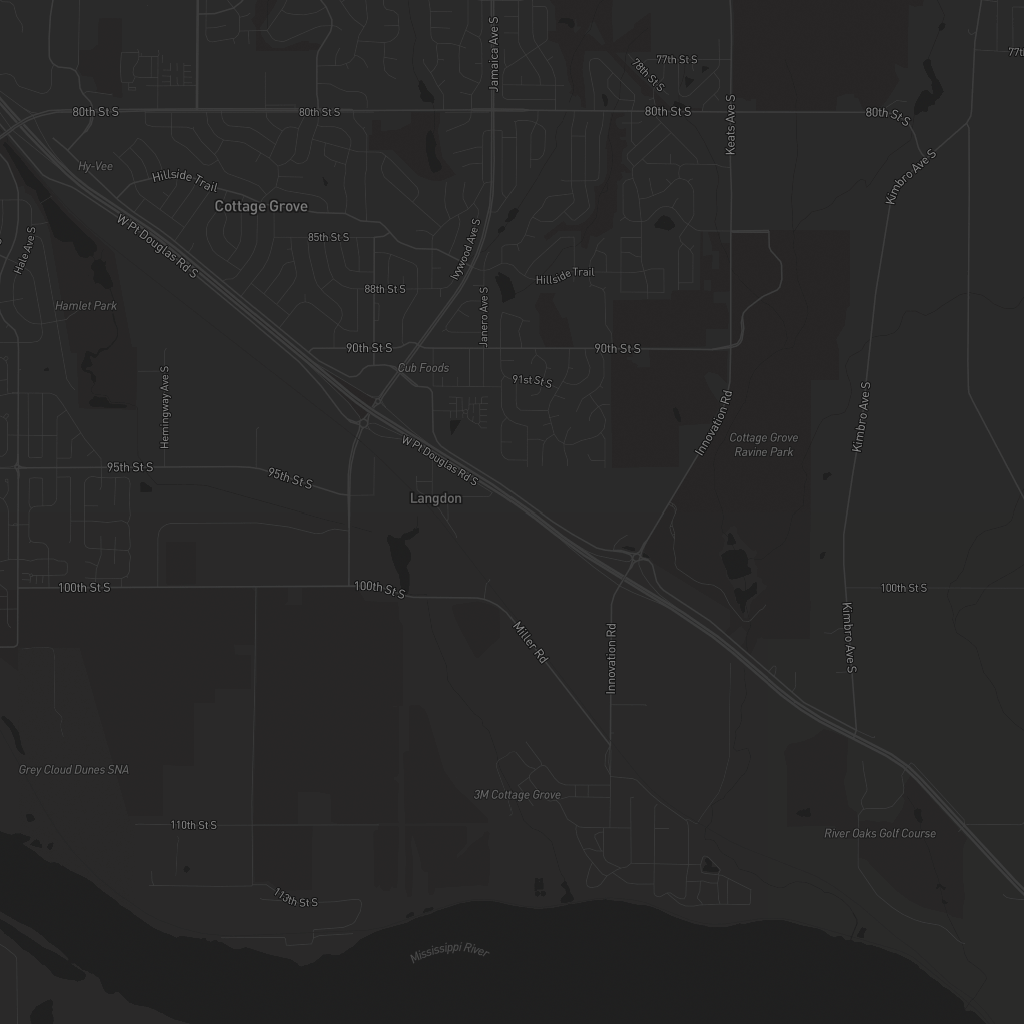 Jamaica Ave S
77th St S
77t
78th St S
80th St S
80th St S
80th St S
80th St S
Keats Ave S
Hy-Vee
Hillside Trail
Kimbro Ave S
Cottage Grove
W Pt Douglas Rd S
85th St S
Hale Ave S
Ivywood Ave S
Hillside Trail
88th St S
Hamlet Park
Janero Ave S
90th St S
90th St S
Cub Foods
91st St S
Hemingway Ave S
Innovation Rd
Kimbro Ave S
Cottage Grove
Ravine Park
W Pt Douglas Rd S
95th St S
95th St S
Langdon
100th St S
100th St S
100th St S
Miller Rd
Innovation Rd
Kimbro Ave S
Grey Cloud Dunes SNA
3M Cottage Grove
110th St S
River Oaks Golf Course
113th St S
Mississippi River